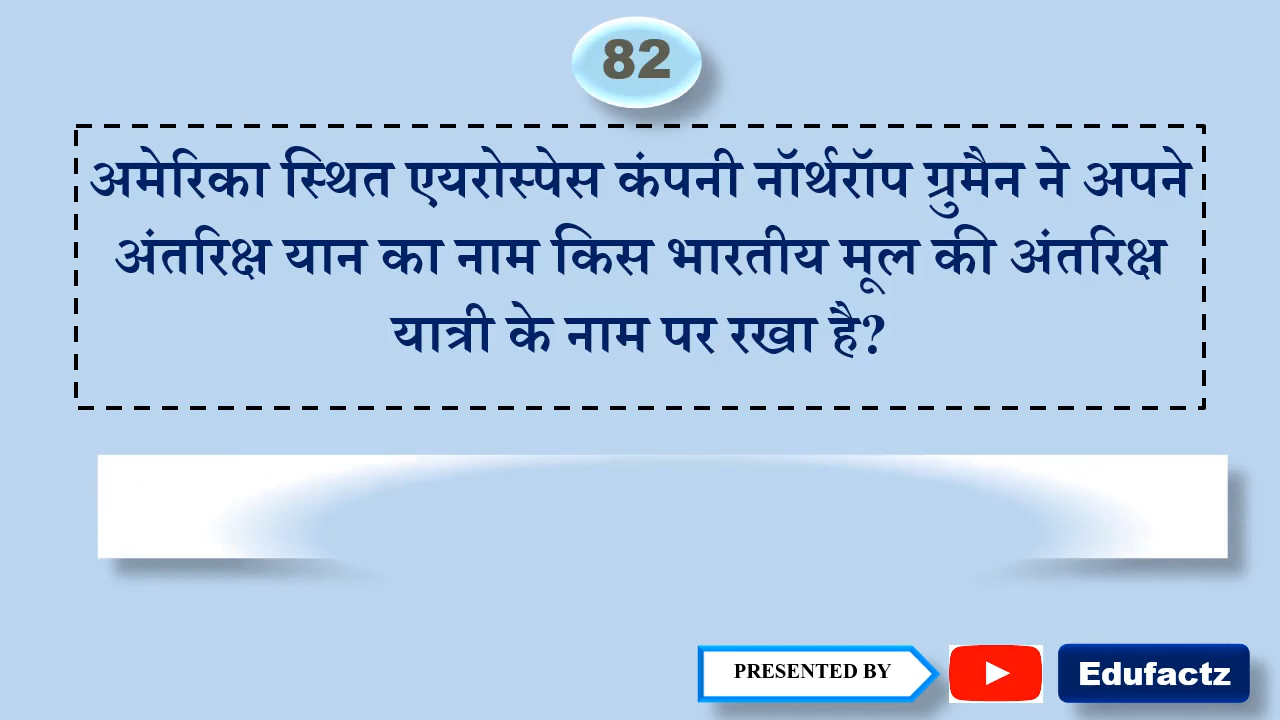 82
अमेरिका स्थित एयरोस्पेस कंपनी नॉर्थरॉप ग्रुमैन ने अपने
अंतरिक्ष यान का नाम किस भारतीय मूल की अंतरिक्ष
यात्री के नाम पर रखा है?
PRESENTED BY
Edufactz